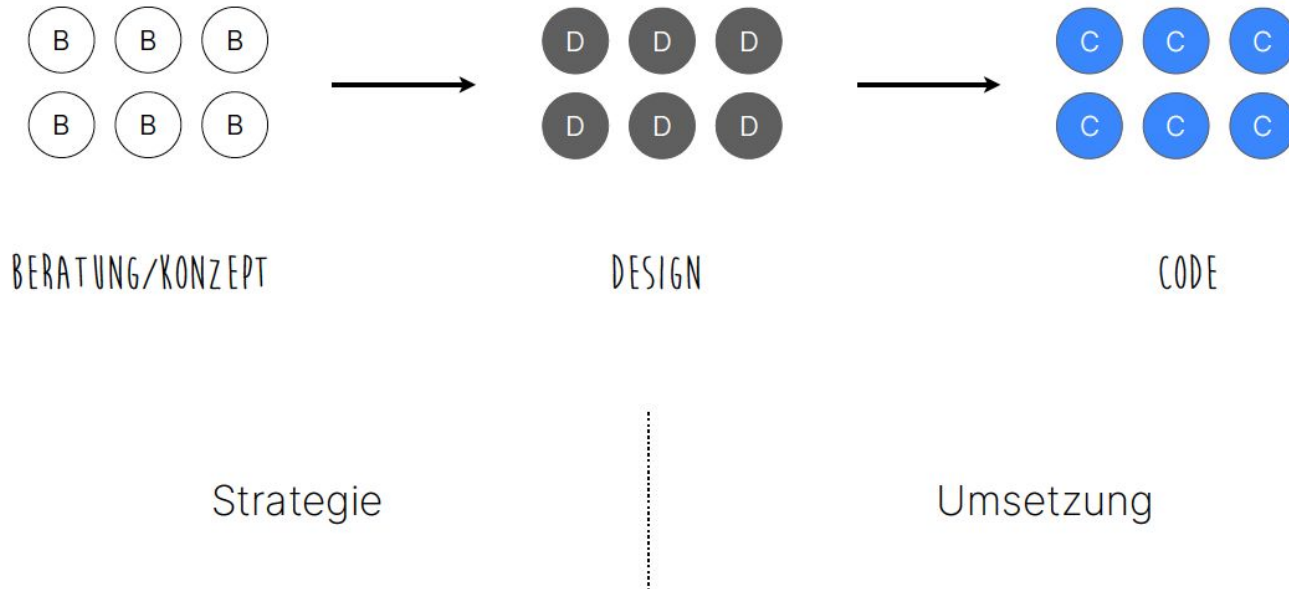 B B B D D D C C C
B B B D D D C C C
BERATUNG/KONZEPT DESIGN CODE
Strategie Umsetzung